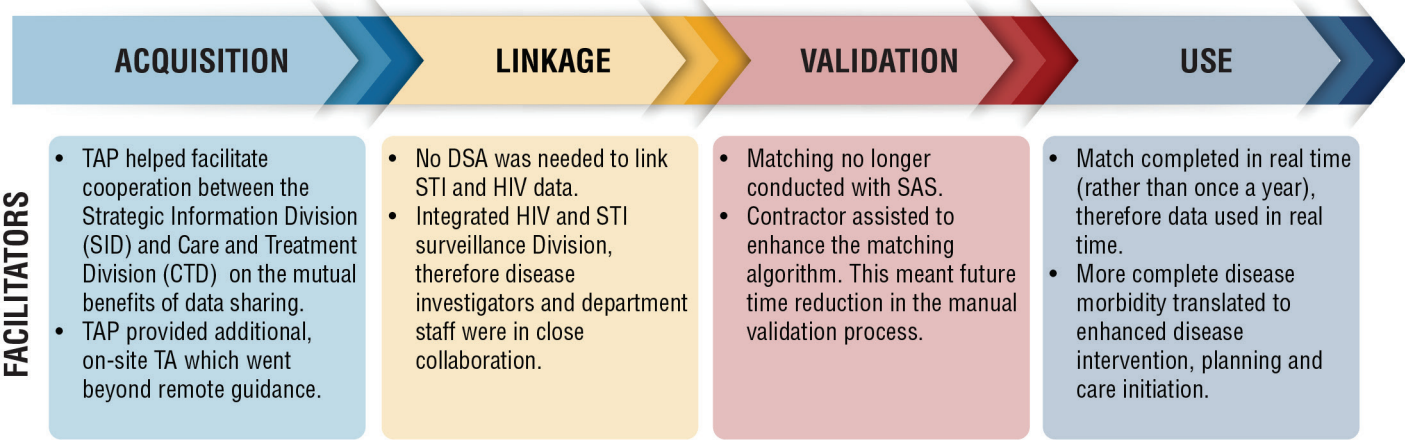 ACQUISITION
LINKAGE
VALIDATION
USE
FACILITATORS
• TAP helped facilitate
cooperation between the
Strategic Information Division
(SID) and Care and Treatment
Division (CTD)  on the mutual
benefits of data sharing.
• TAP provided additional,
on-site TA which went
beyond remote guidance.
• No DSA was needed to link
STI and HIV data.
• Integrated HIV and STI
surveillance Division,
therefore disease
investigators and department
staff were in close
collaboration.
• Matching no longer
conducted with SAS.
• Contractor assisted to
enhance the matching
algorithm. This meant future
time reduction in the manual
validation process.
• Match completed in real time
(rather than once a year),
therefore data used in real
time.
• More complete disease
morbidity translated to
enhanced disease
intervention, planning and
care initiation.